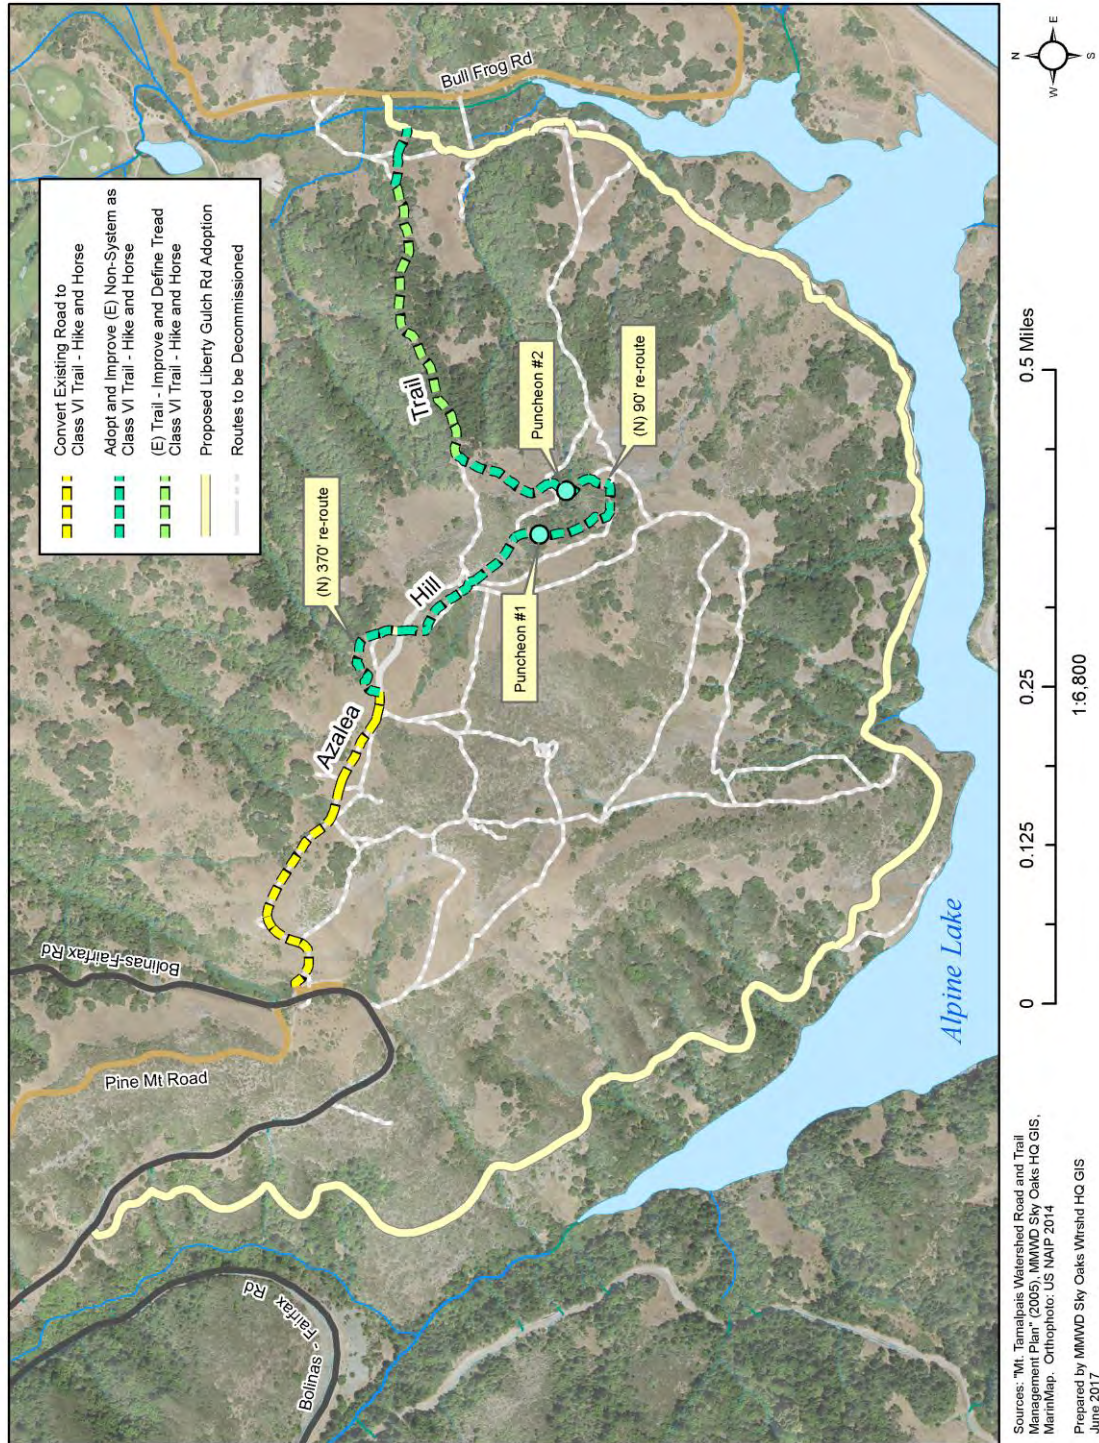 Convert Existing Road to
Class VI Trail - Hike and Horse
Adopt and Improve (E) Non-System as
Class VI Trail - Hike and Horse
(E) Trail - Improve and Define Tread
Class VI Trail - Hike and Horse
Proposed Liberty Gulch Rd Adoption
Routes to be Decommissioned
Bolinas-Fairfax Rd
Pine Mt Road
Bolinas - Fairfax
Rd
Azalea
Hill
Trail
Bull Frog Rd
(N) 370' re-route
Puncheon #1
Puncheon #2
(N) 90' re-route
Alpine Lake
Sources: "Mt. Tamalpais Watershed Road and Trail
Management Plan" (2005), MMWD Sky Oaks HQ GIS,
MarinMap. Orthophoto: US NAIP 2014
Prepared by MMWD Sky Oaks Wtrshd HQ GIS
June 2017
0 0.125 0.25 0.5 Miles
1:6,800
N
W E
S